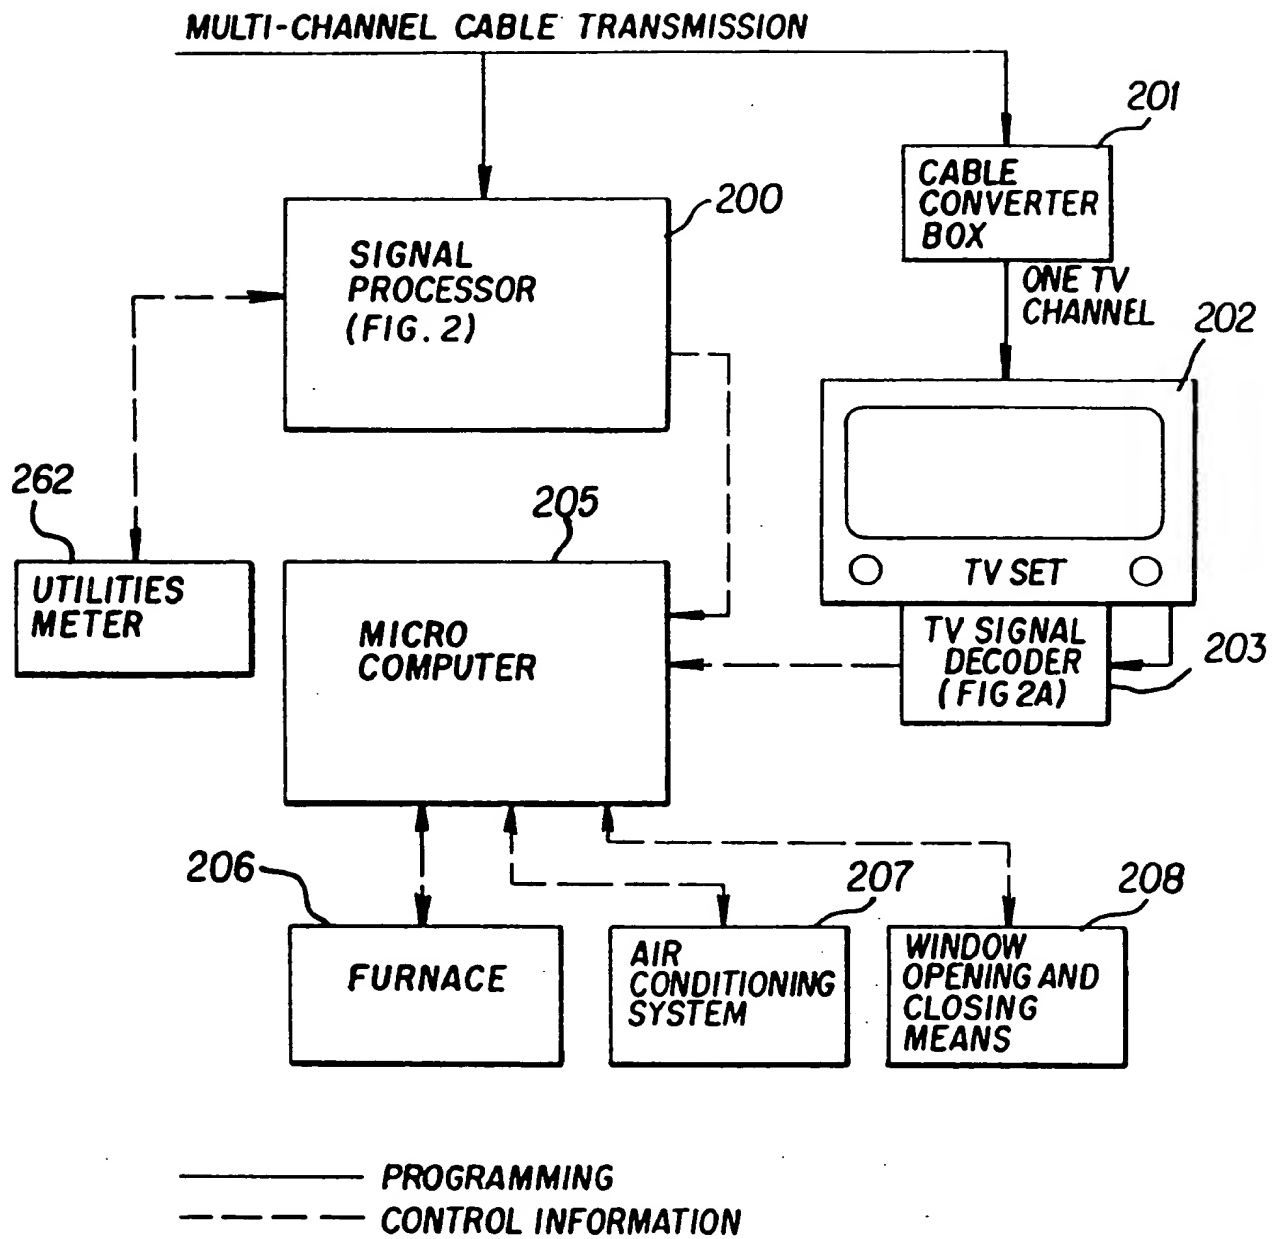 MULTI-CHANNEL CABLE TRANSMISSION
201
CABLE
CONVERTER
BOX
200
SIGNAL
PROCESSOR
(FIG. 2)
ONE TV
CHANNEL
202
262
205
UTILITIES
METER
TV SET
MICRO
COMPUTER
TV SIGNAL
DECODER
(FIG 2A)
203
206
207
208
FURNACE
AIR
CONDITIONING
SYSTEM
WINDOW
OPENING AND
CLOSING
MEANS
PROGRAMMING
CONTROL INFORMATION